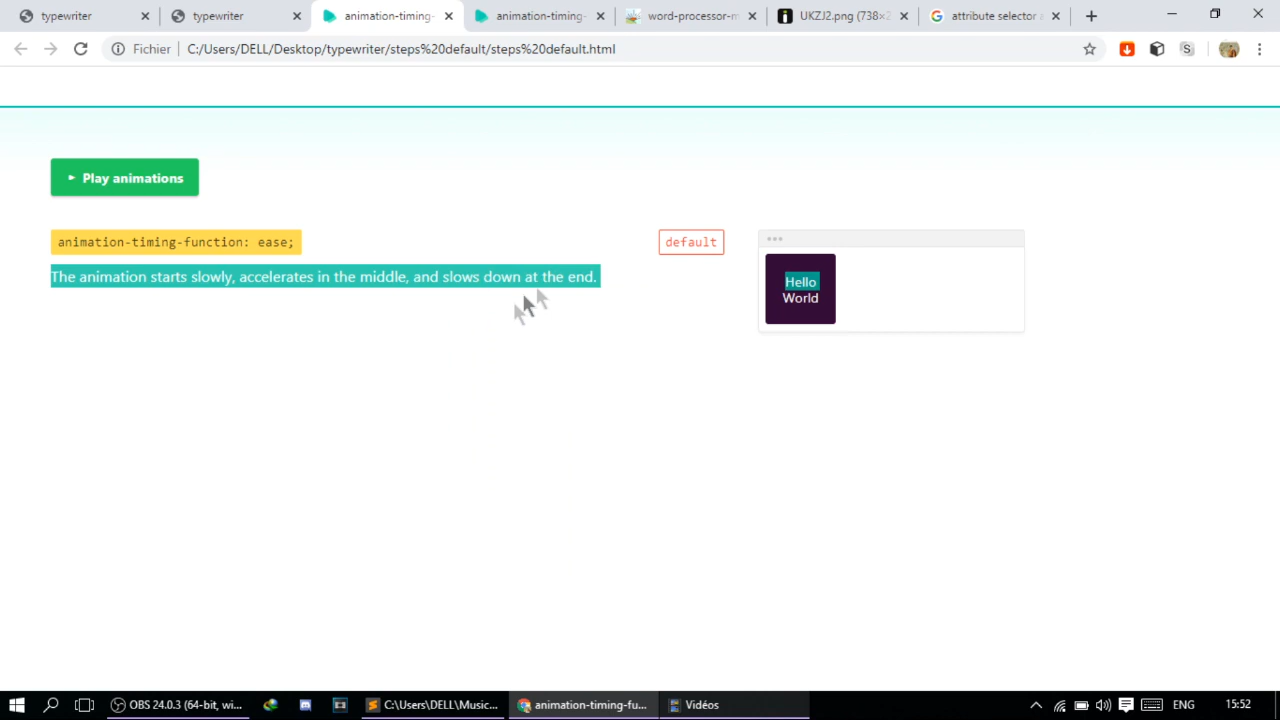 typewriter
typewriter
animation-timing-
animation-timing-
word-processor-m
UKZJ2.png (738×2
attribute selector
Fichier
C:/Users/DELL/Desktop/typewriter/steps%20default/steps%20default.html
S
Play animations
animation-timing-function: ease;
default
The animation starts slowly, accelerates in the middle, and slows down at the end.
Hello
World
OBS 24.0.3 (64-bit, wi...
C:\Users\DELL\Music...
animation-timing-fu...
Vidéos
ENG
15:52